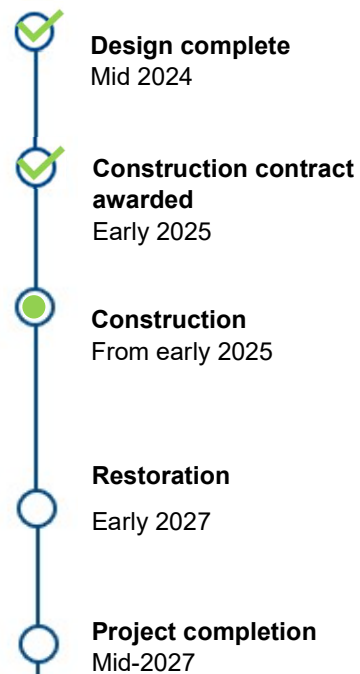 Design complete
Mid 2024
Construction contract
awarded
Early 2025
Construction
From early 2025
Restoration
Early 2027
Project completion
Mid-2027